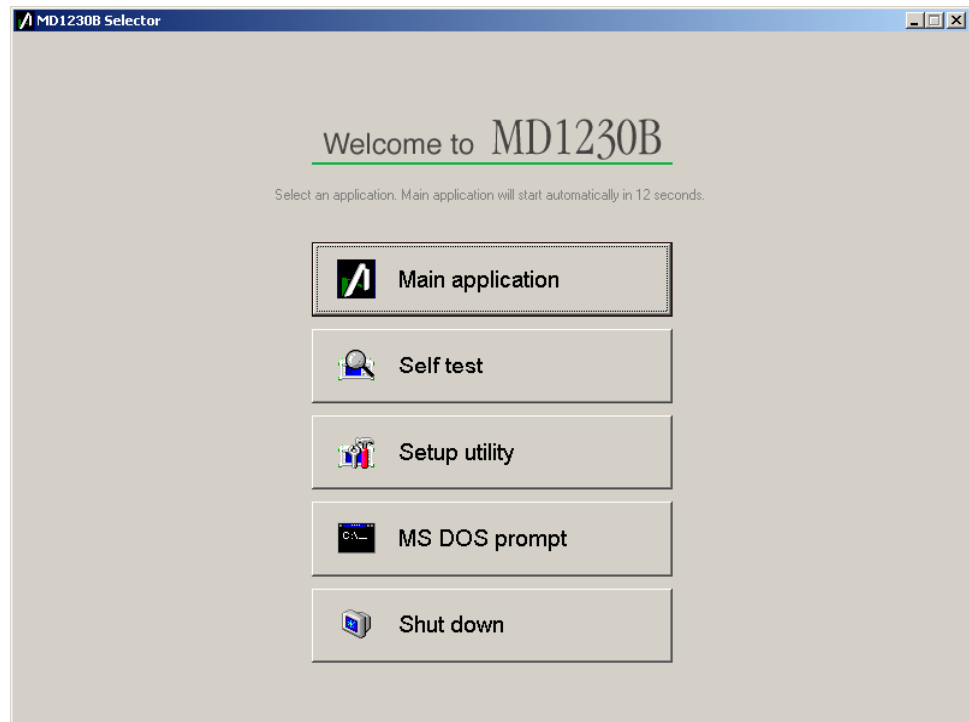 MD1230B Selector
Welcome to MD1230B
Select an application. Main application will start automatically in 12 seconds.
Main application
Self test
Setup utility
C:\_
MS DOS prompt
Shut down